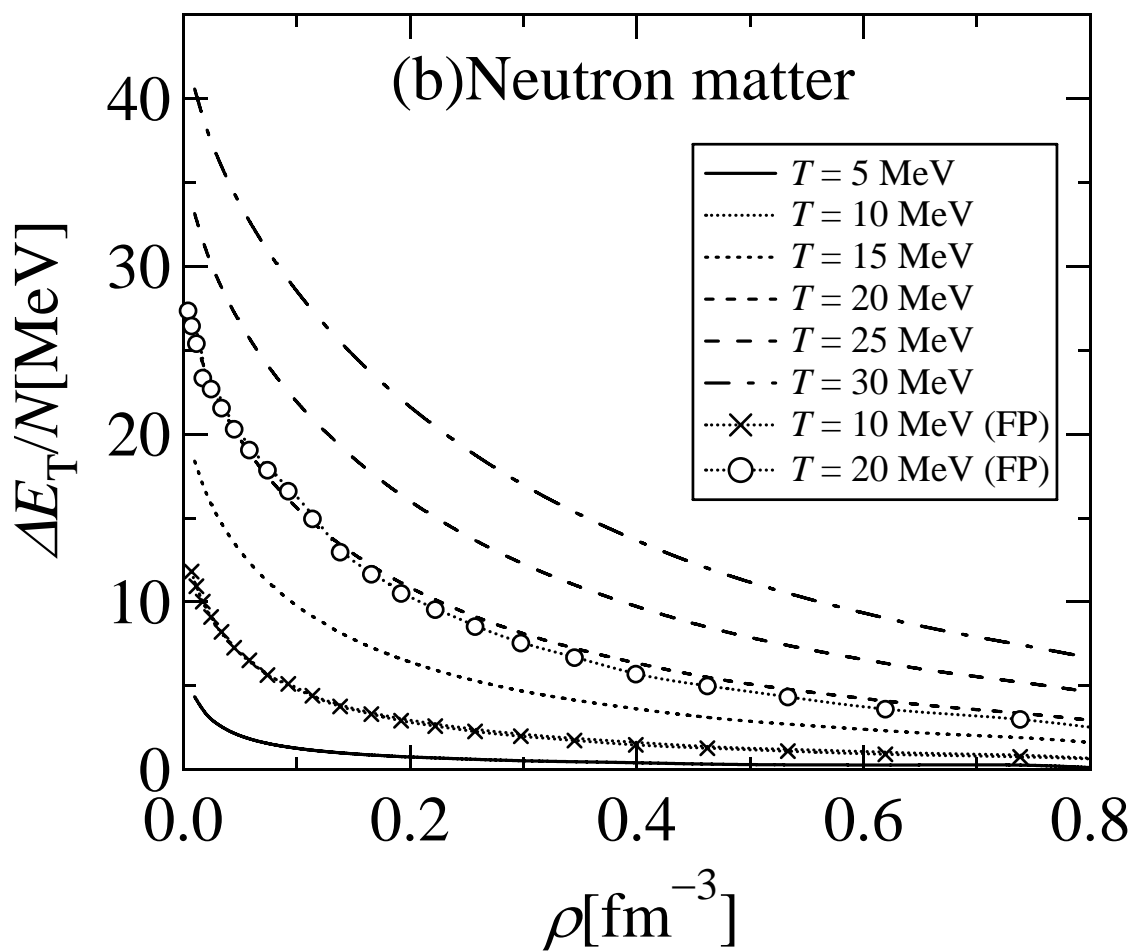 (b)Neutron matter
40
30
20
10
0
ΔE_T/N[MeV]
T = 5 MeV
T = 10 MeV
T = 15 MeV
T = 20 MeV
T = 25 MeV
T = 30 MeV
T = 10 MeV (FP)
T = 20 MeV (FP)
0.0 0.2 0.4 0.6 0.8
ρ[fm⁻³]